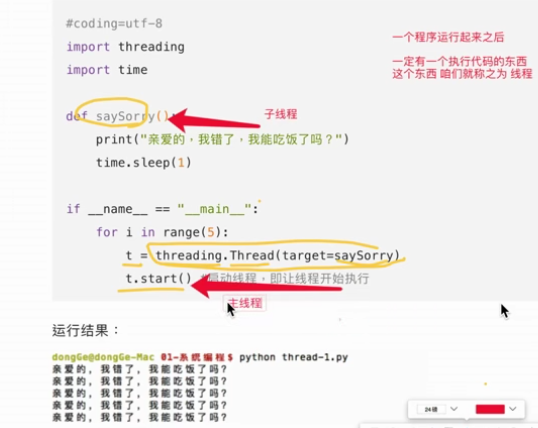 #coding=utf-8
一个程序运行起来之后
import threading
一定有一个执行代码的东西
import time
这个东西 咱们就称之为 线程
def saySorry():
子线程
print("亲爱的，我错了，我能吃饭了吗？")
time.sleep(1)
if __name__ == "__main__":
for i in range(5):
t = threading.Thread(target=saySorry)
t.start() #启动线程，即让线程开始执行
主线程
运行结果：
dongGe@dongGe-Mac 01-系统编程$ python thread-1.py
亲爱的，我错了，我能吃饭了吗？
亲爱的，我错了，我能吃饭了吗？
亲爱的，我错了，我能吃饭了吗？
亲爱的，我错了，我能吃饭了吗？
亲爱的，我错了，我能吃饭了吗？